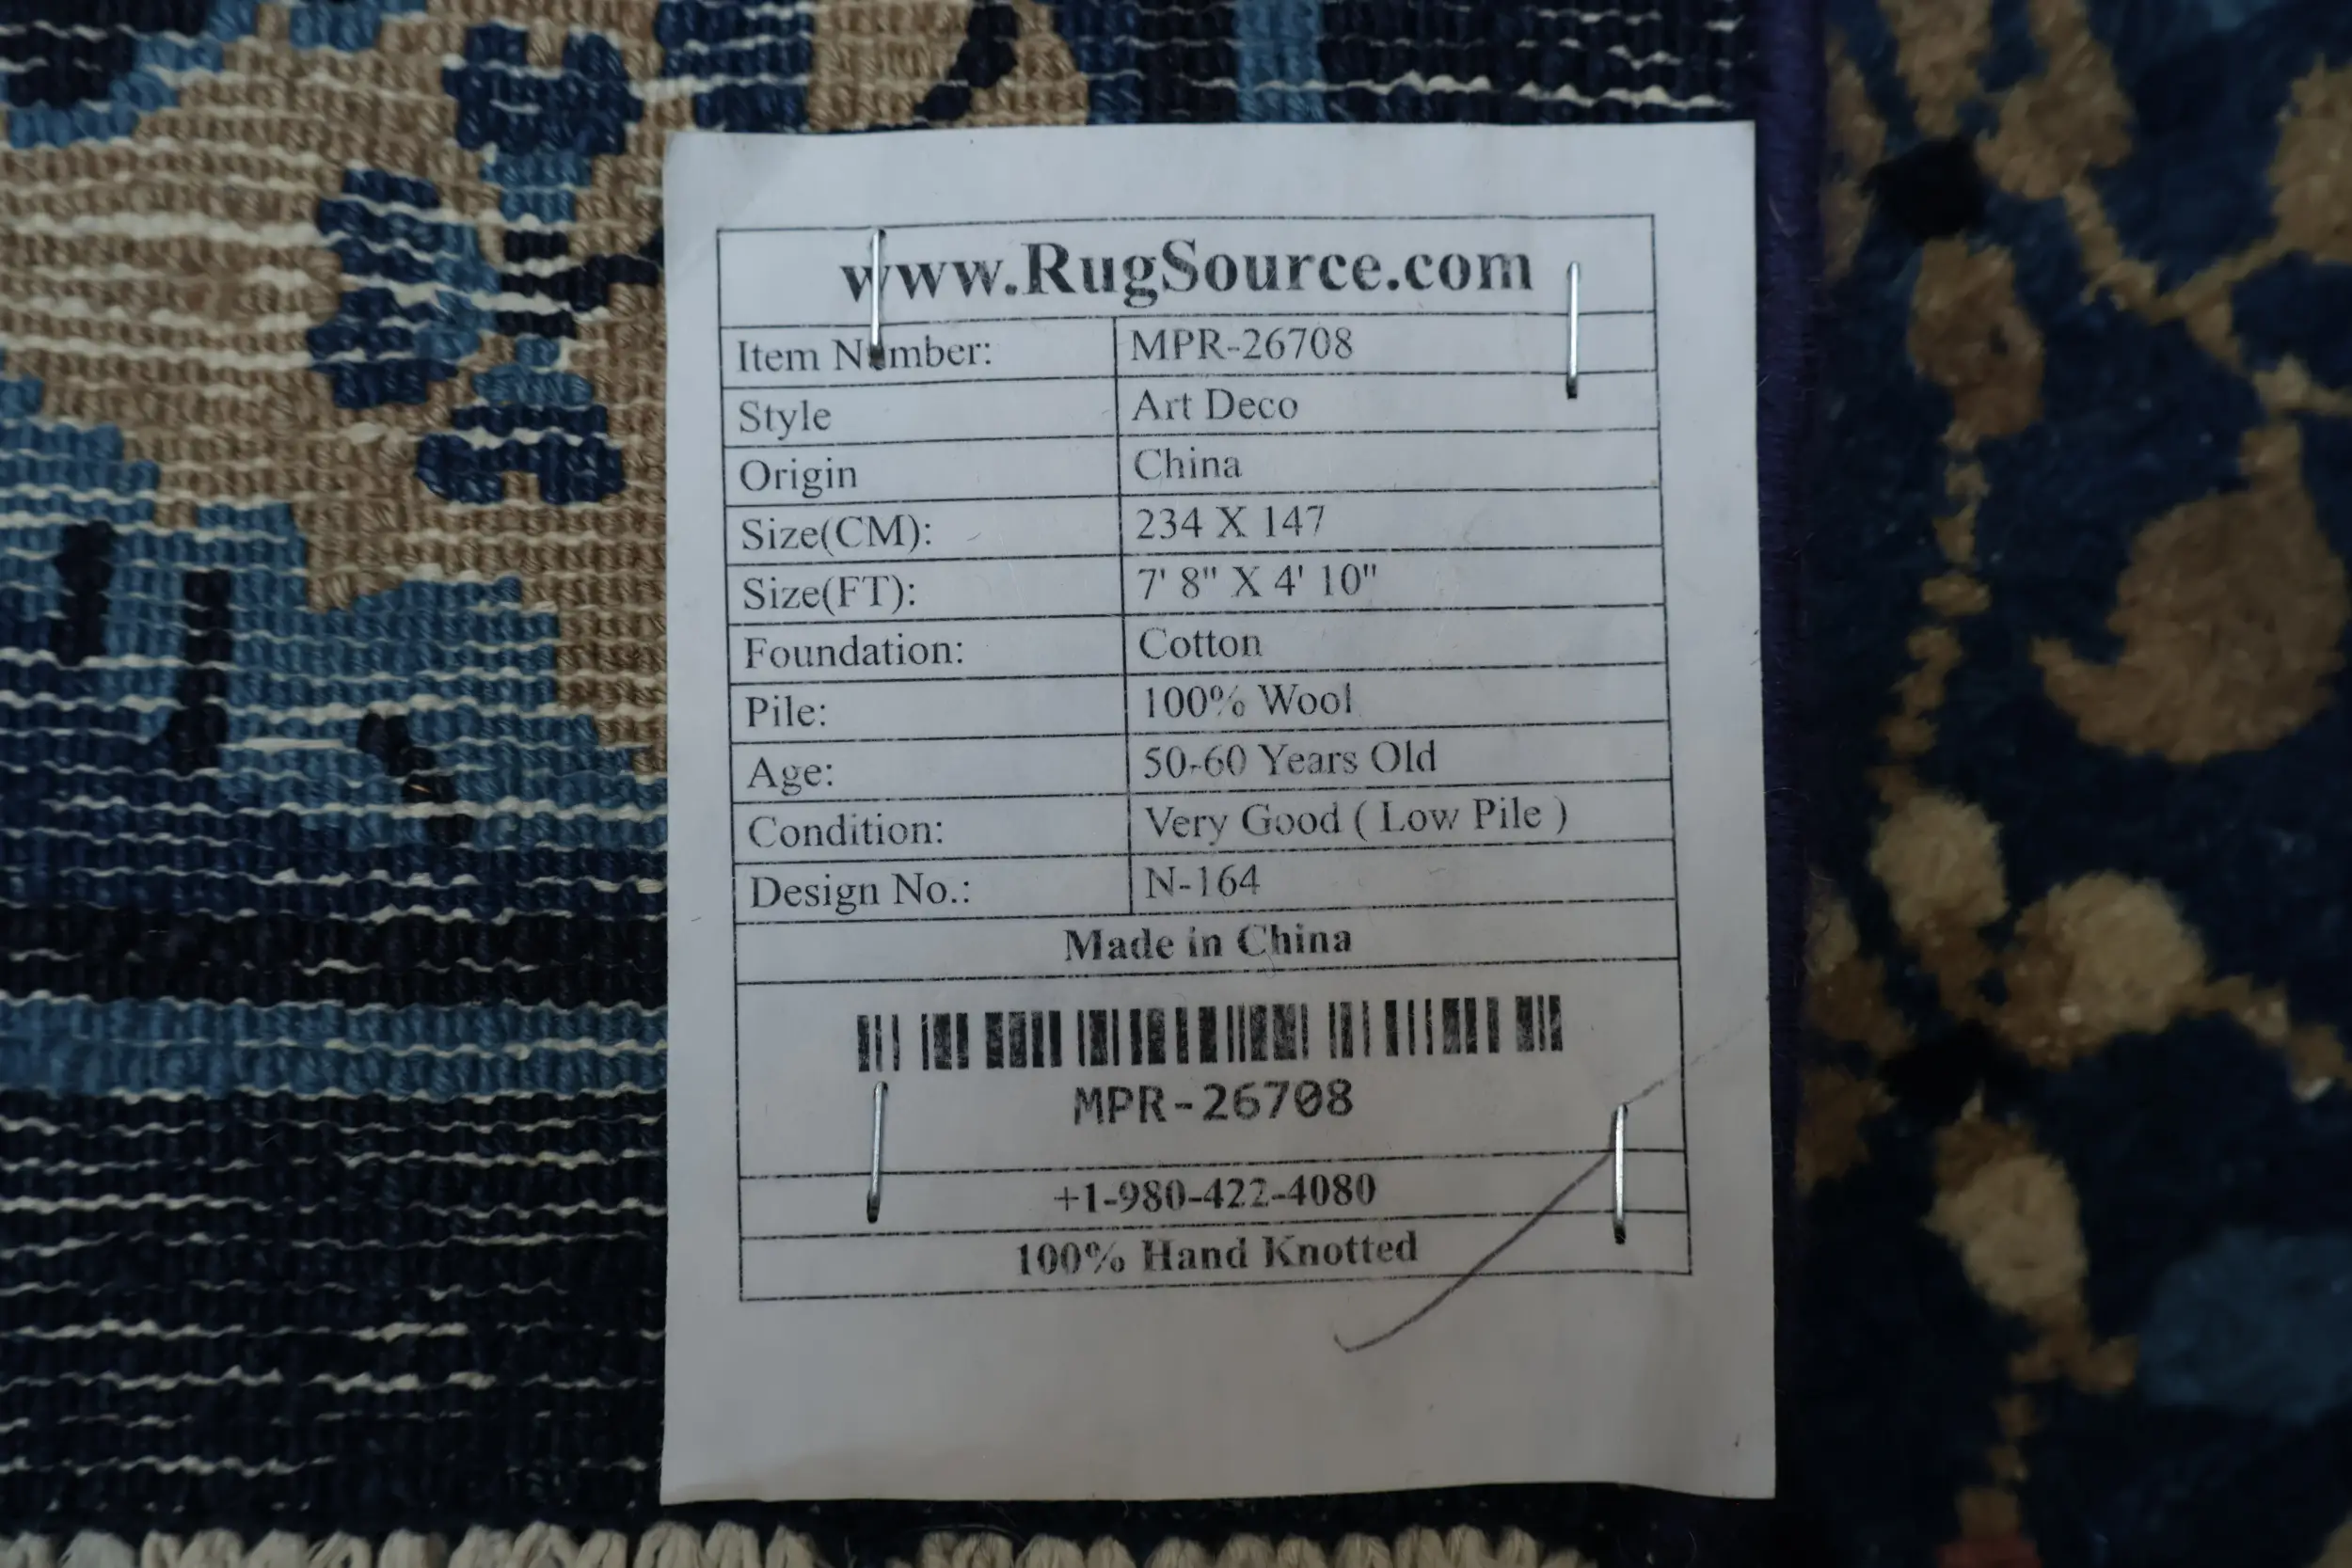 www.RugSource.com
Item Number: MPR-26708
Style Art Deco
Origin China
Size(CM): 234 X 147
Size(FT): 7' 8" X 4' 10"
Foundation: Cotton
Pile: 100% Wool
Age: 50-60 Years Old
Condition: Very Good ( Low Pile )
Design No.: N-164
Made in China
MPR-26708
+1-980-422-4080
100% Hand Knotted